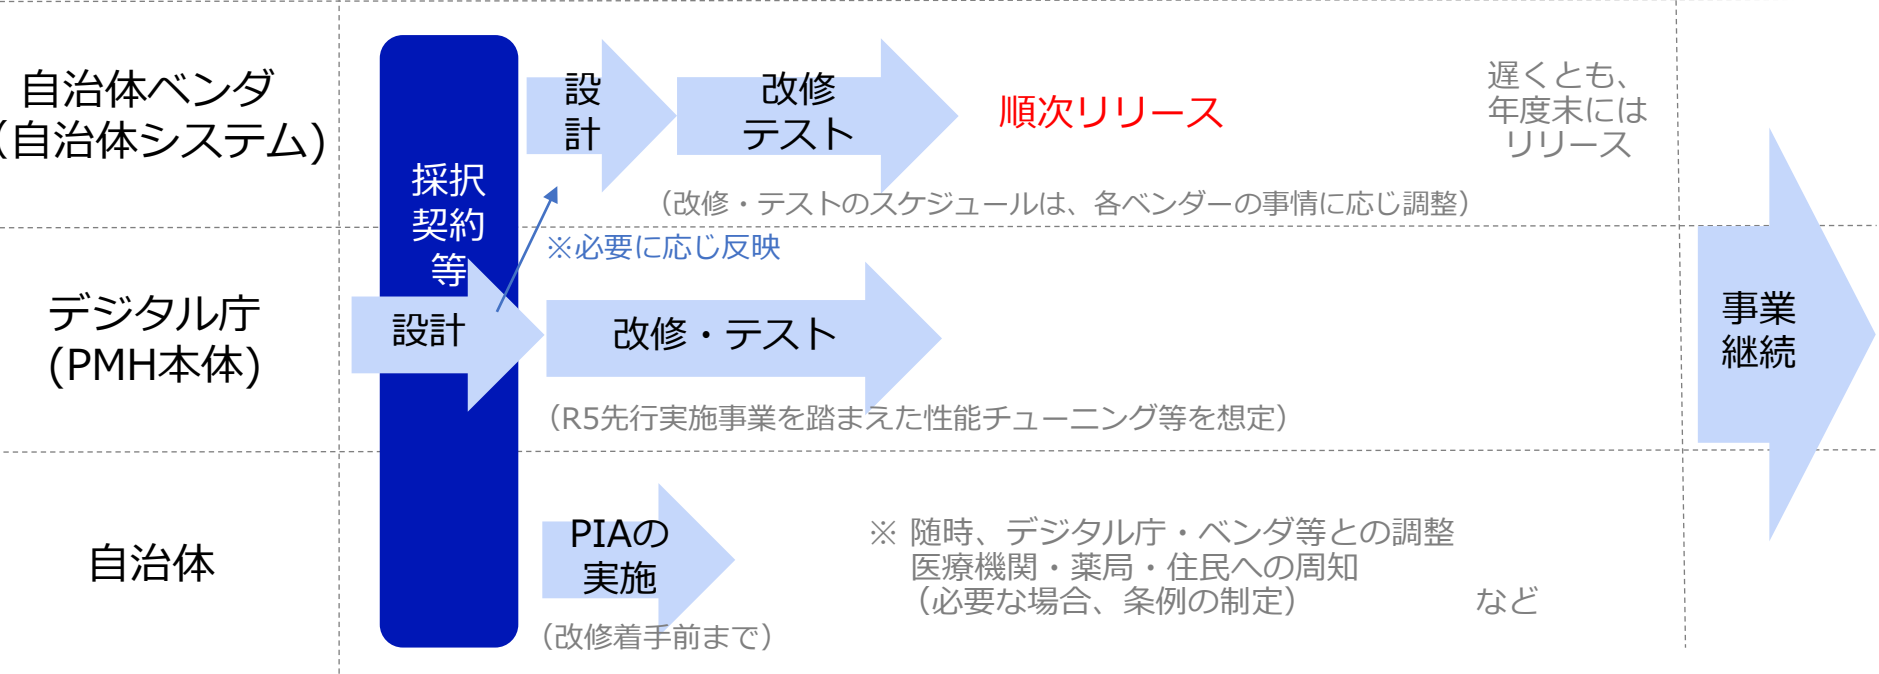 自治体ベンダ
(自治体システム)
採択
契約
等
設
計
改修
テスト
順次リリース
遅くとも、
年度末には
リリース
（改修・テストのスケジュールは、各ベンダーの事情に応じ調整）
※必要に応じ反映
デジタル庁
(PMH本体)
設計
改修・テスト
（R5先行実施事業を踏まえた性能チューニング等を想定）
事業
継続
自治体
PIAの
実施
（改修着手前まで）
※ 随時、デジタル庁・ベンダ等との調整
医療機関・薬局・住民への周知
（必要な場合、条例の制定） など